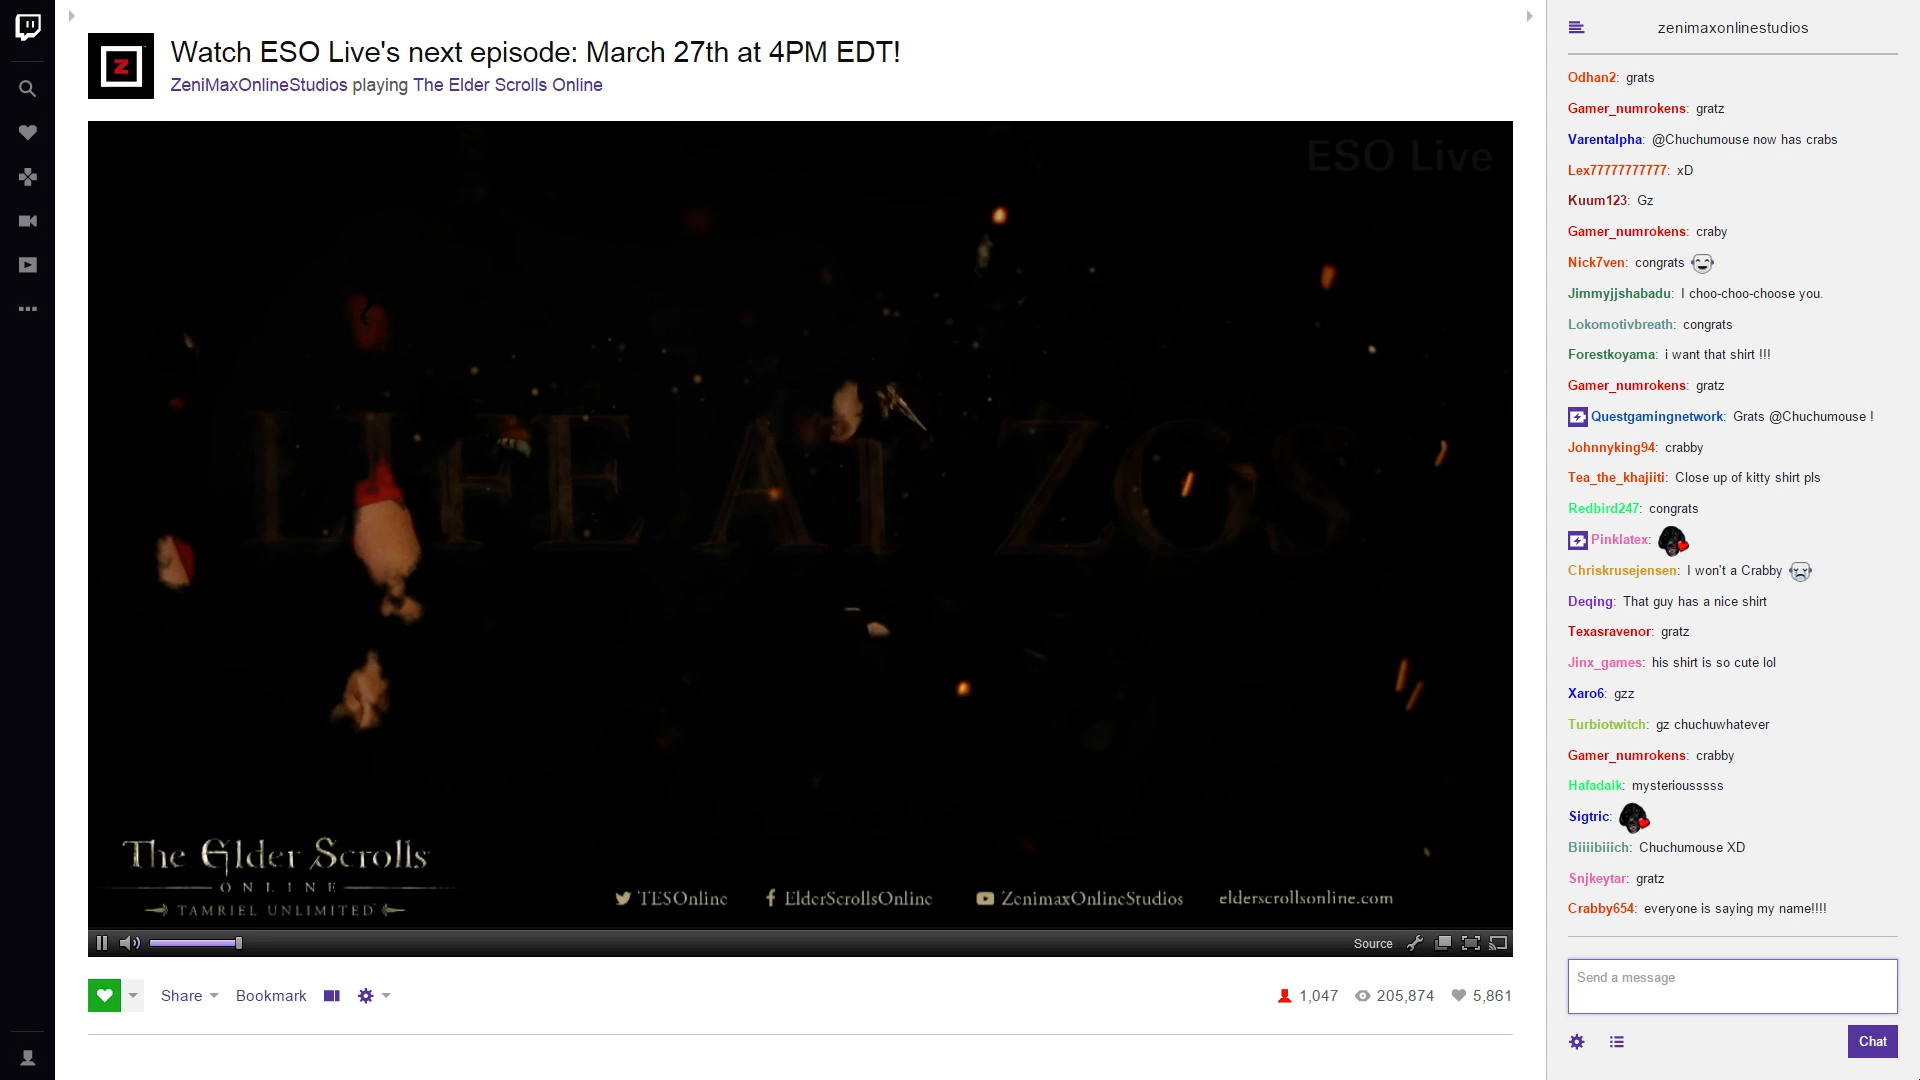 Watch ESO Live's next episode: March 27th at 4PM EDT!
ZeniMaxOnlineStudios playing The Elder Scrolls Online
ESO Live
LIFE AT ZOS
The Elder Scrolls
ONLINE
TAMRIEL UNLIMITED
TESOnline
ElderScrollsOnline
ZenimaxOnlineStudios
elderscrollsonline.com
Source
Share
Bookmark
1,047
205,874
5,861
zenimaxonlinestudios
Odhan2: grats
Gamer_numrokens: gratz
Varentalpha: @Chuchumouse now has crabs
Lex77777777777: xD
Kuum123: Gz
Gamer_numrokens: craby
Nick7ven: congrats
Jimmyjjshabadu: I choo-choo-choose you.
Lokomotivbreath: congrats
Forestkoyama: i want that shirt !!!
Gamer_numrokens: gratz
Questgamingnetwork: Grats @Chuchumouse !
Johnnyking94: crabby
Tea_the_khajiiti: Close up of kitty shirt pls
Redbird247: congrats
Pinklatex:
Chriskrusejensen: I won't a Crabby
Deqing: That guy has a nice shirt
Texasravenor: gratz
Jinx_games: his shirt is so cute lol
Xaro6: gzz
Turbiotwitch: gz chuchuwhatever
Gamer_numrokens: crabby
Hafadaik: mysteriousssss
Sigtric:
Biiiibiiich: Chuchumouse XD
Snjkeytar: gratz
Crabby654: everyone is saying my name!!!!
Send a message
Chat